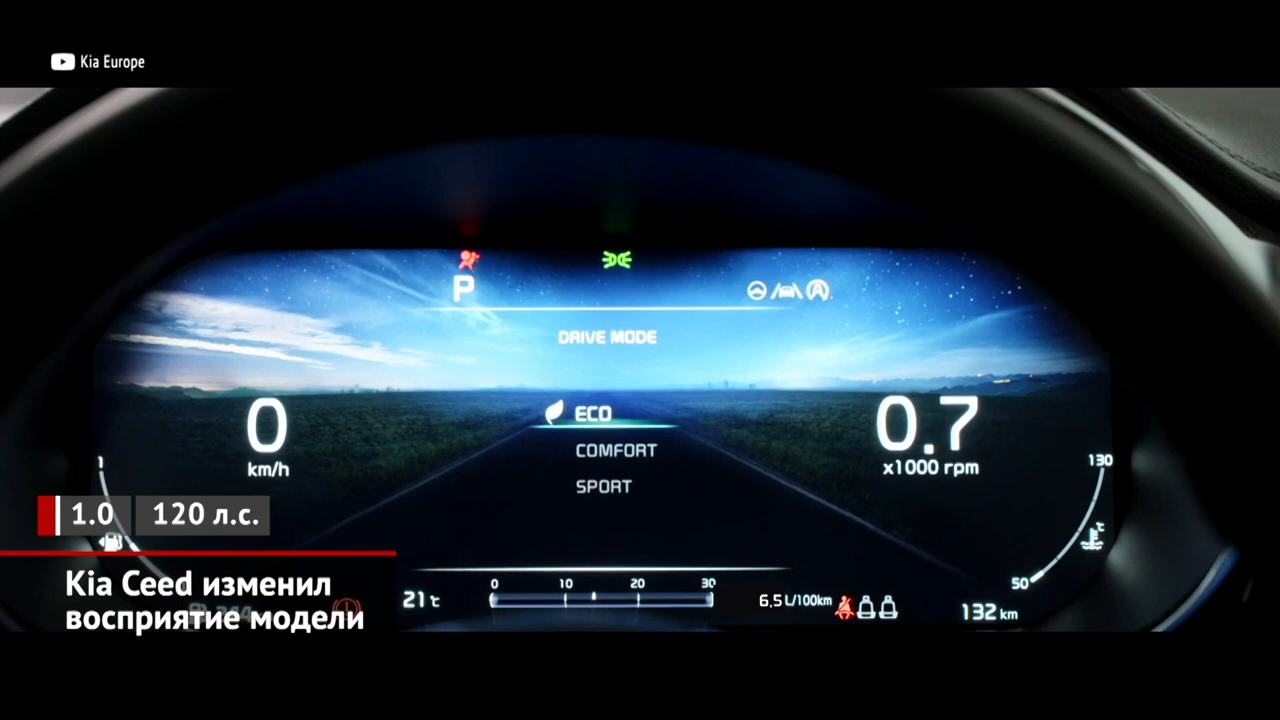 Kia Europe
P
DRIVE MODE
ECO
COMFORT
SPORT
0
km/h
0.7
x1000 rpm
1
130
50
1.0
120 л.с.
Kia Ceed изменил
восприятие модели
21℃
0 10 20 30
6.5 L/100km
132 km